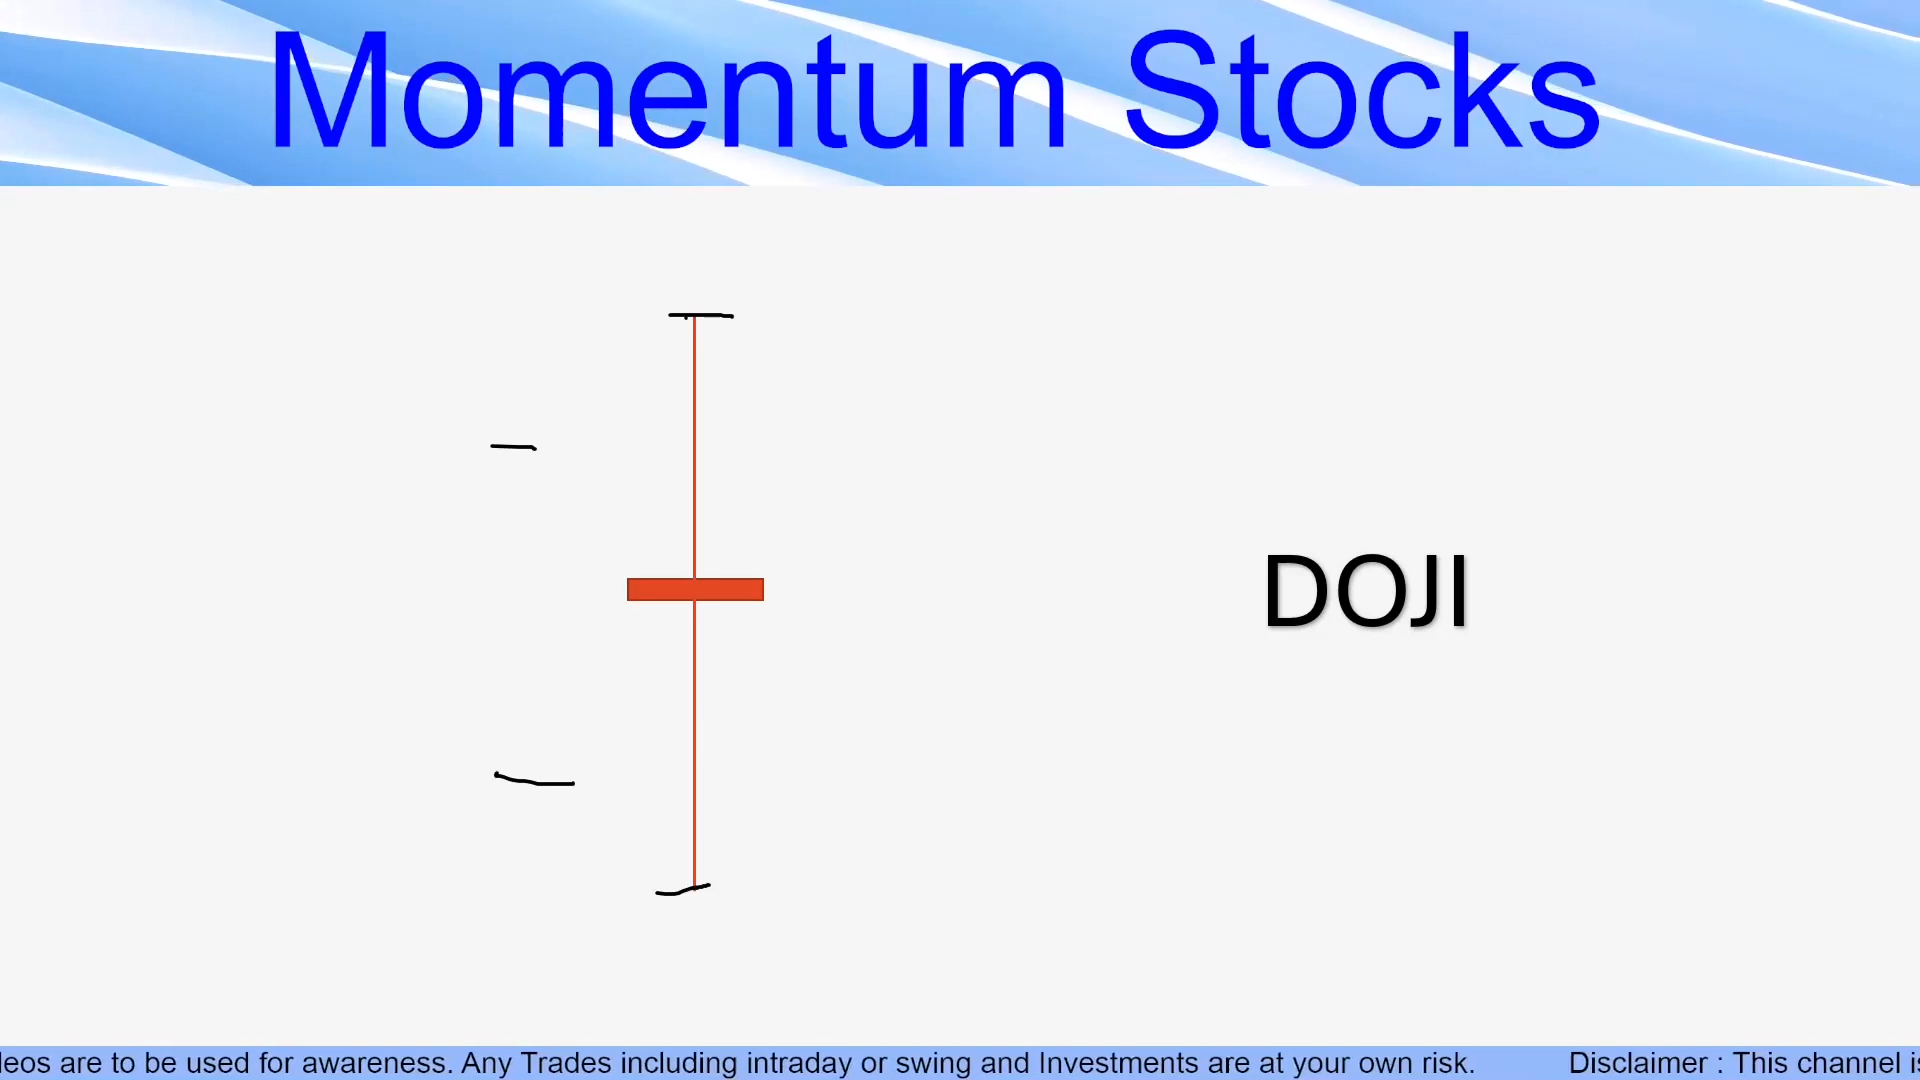 Momentum Stocks
DOJI
are to be used for awareness. Any Trades including intraday or swing and Investments are at your own risk. Disclaimer : This channel